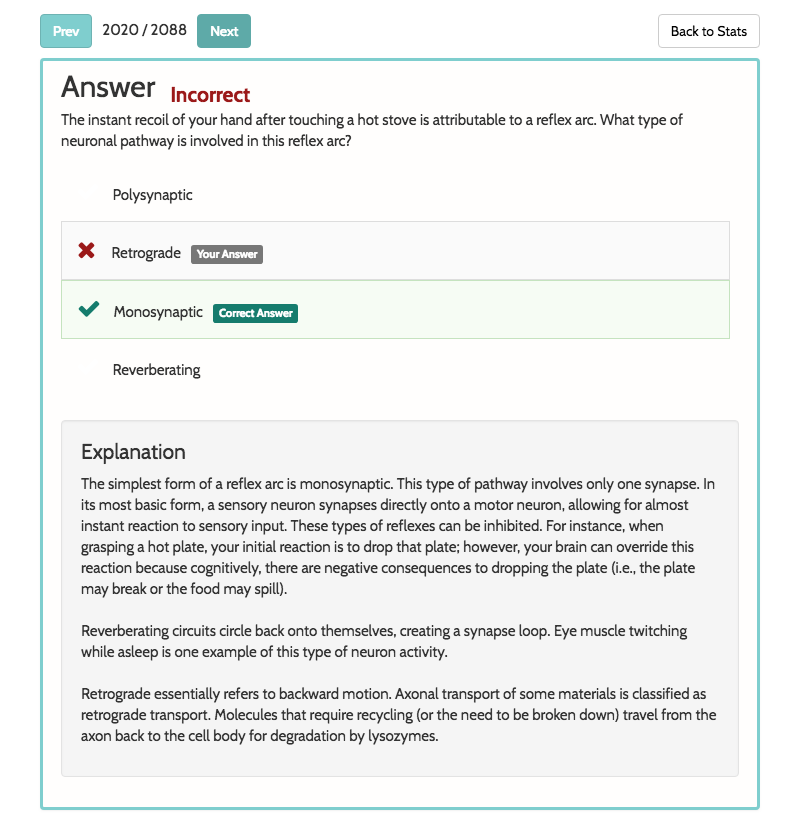 Prev 2020 / 2088 Next Back to Stats
Answer Incorrect
The instant recoil of your hand after touching a hot stove is attributable to a reflex arc. What type of
neuronal pathway is involved in this reflex arc?
Polysynaptic
Retrograde Your Answer
Monosynaptic Correct Answer
Reverberating
Explanation
The simplest form of a reflex arc is monosynaptic. This type of pathway involves only one synapse. In
its most basic form, a sensory neuron synapses directly onto a motor neuron, allowing for almost
instant reaction to sensory input. These types of reflexes can be inhibited. For instance, when
grasping a hot plate, your initial reaction is to drop that plate; however, your brain can override this
reaction because cognitively, there are negative consequences to dropping the plate (i.e., the plate
may break or the food may spill).
Reverberating circuits circle back onto themselves, creating a synapse loop. Eye muscle twitching
while asleep is one example of this type of neuron activity.
Retrograde essentially refers to backward motion. Axonal transport of some materials is classified as
retrograde transport. Molecules that require recycling (or the need to be broken down) travel from the
axon back to the cell body for degradation by lysozymes.